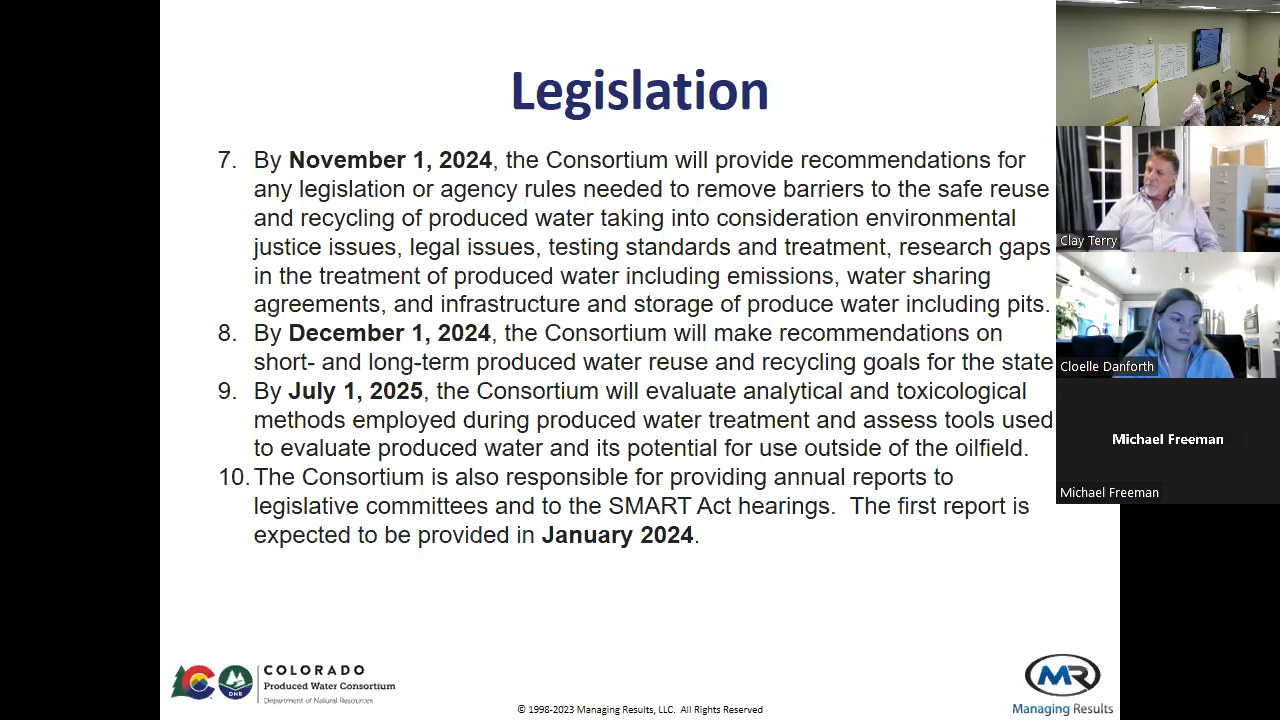 Legislation
7. By November 1, 2024, the Consortium will provide recommendations for
any legislation or agency rules needed to remove barriers to the safe reuse
and recycling of produced water taking into consideration environmental
justice issues, legal issues, testing standards and treatment, research gaps
in the treatment of produced water including emissions, water sharing
agreements, and infrastructure and storage of produce water including pits.
8. By December 1, 2024, the Consortium will make recommendations on
short- and long-term produced water reuse and recycling goals for the state
9. By July 1, 2025, the Consortium will evaluate analytical and toxicological
methods employed during produced water treatment and assess tools used
to evaluate produced water and its potential for use outside of the oilfield.
10. The Consortium is also responsible for providing annual reports to
legislative committees and to the SMART Act hearings. The first report is
expected to be provided in January 2024.
Clay Terry
Cloelle Danforth
Michael Freeman
Michael Freeman
C
DNR
COLORADO
Produced Water Consortium
Department of Natural Resources
© 1998-2023 Managing Results, LLC. All Rights Reserved
MR
Managing Results